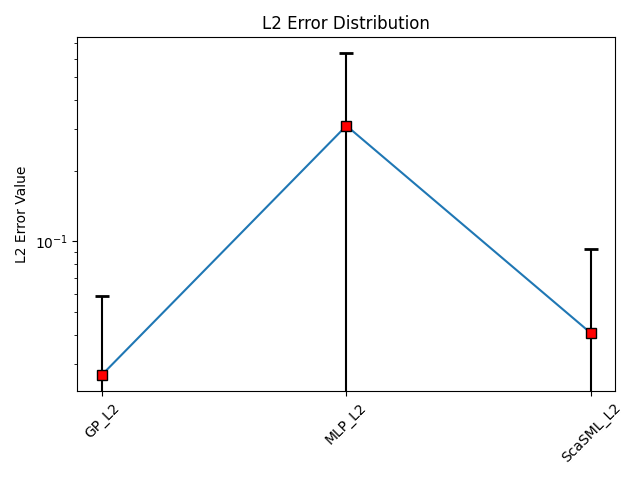 L2 Error Distribution
L2 Error Value
10⁻¹
GP_L2
MLP_L2
ScaSML_L2